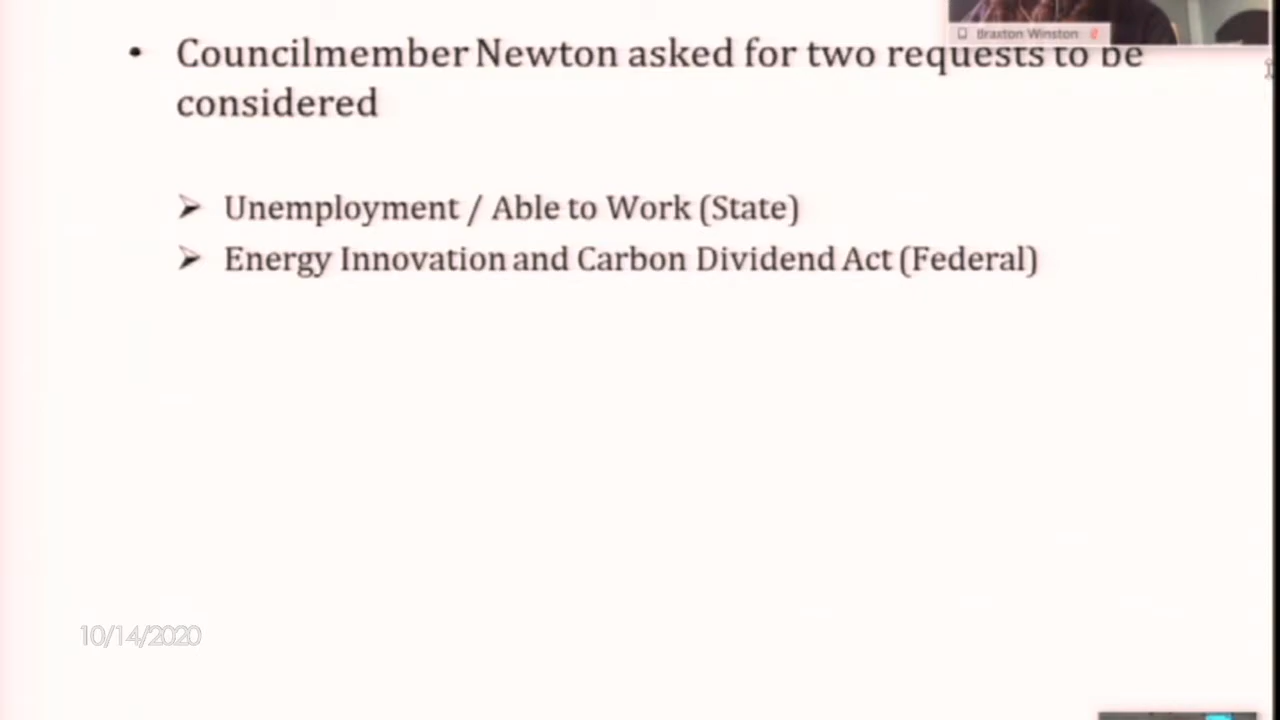 Braxton Winston
• Councilmember Newton asked for two requests to be
considered
➢ Unemployment / Able to Work (State)
➢ Energy Innovation and Carbon Dividend Act (Federal)
10/14/2020